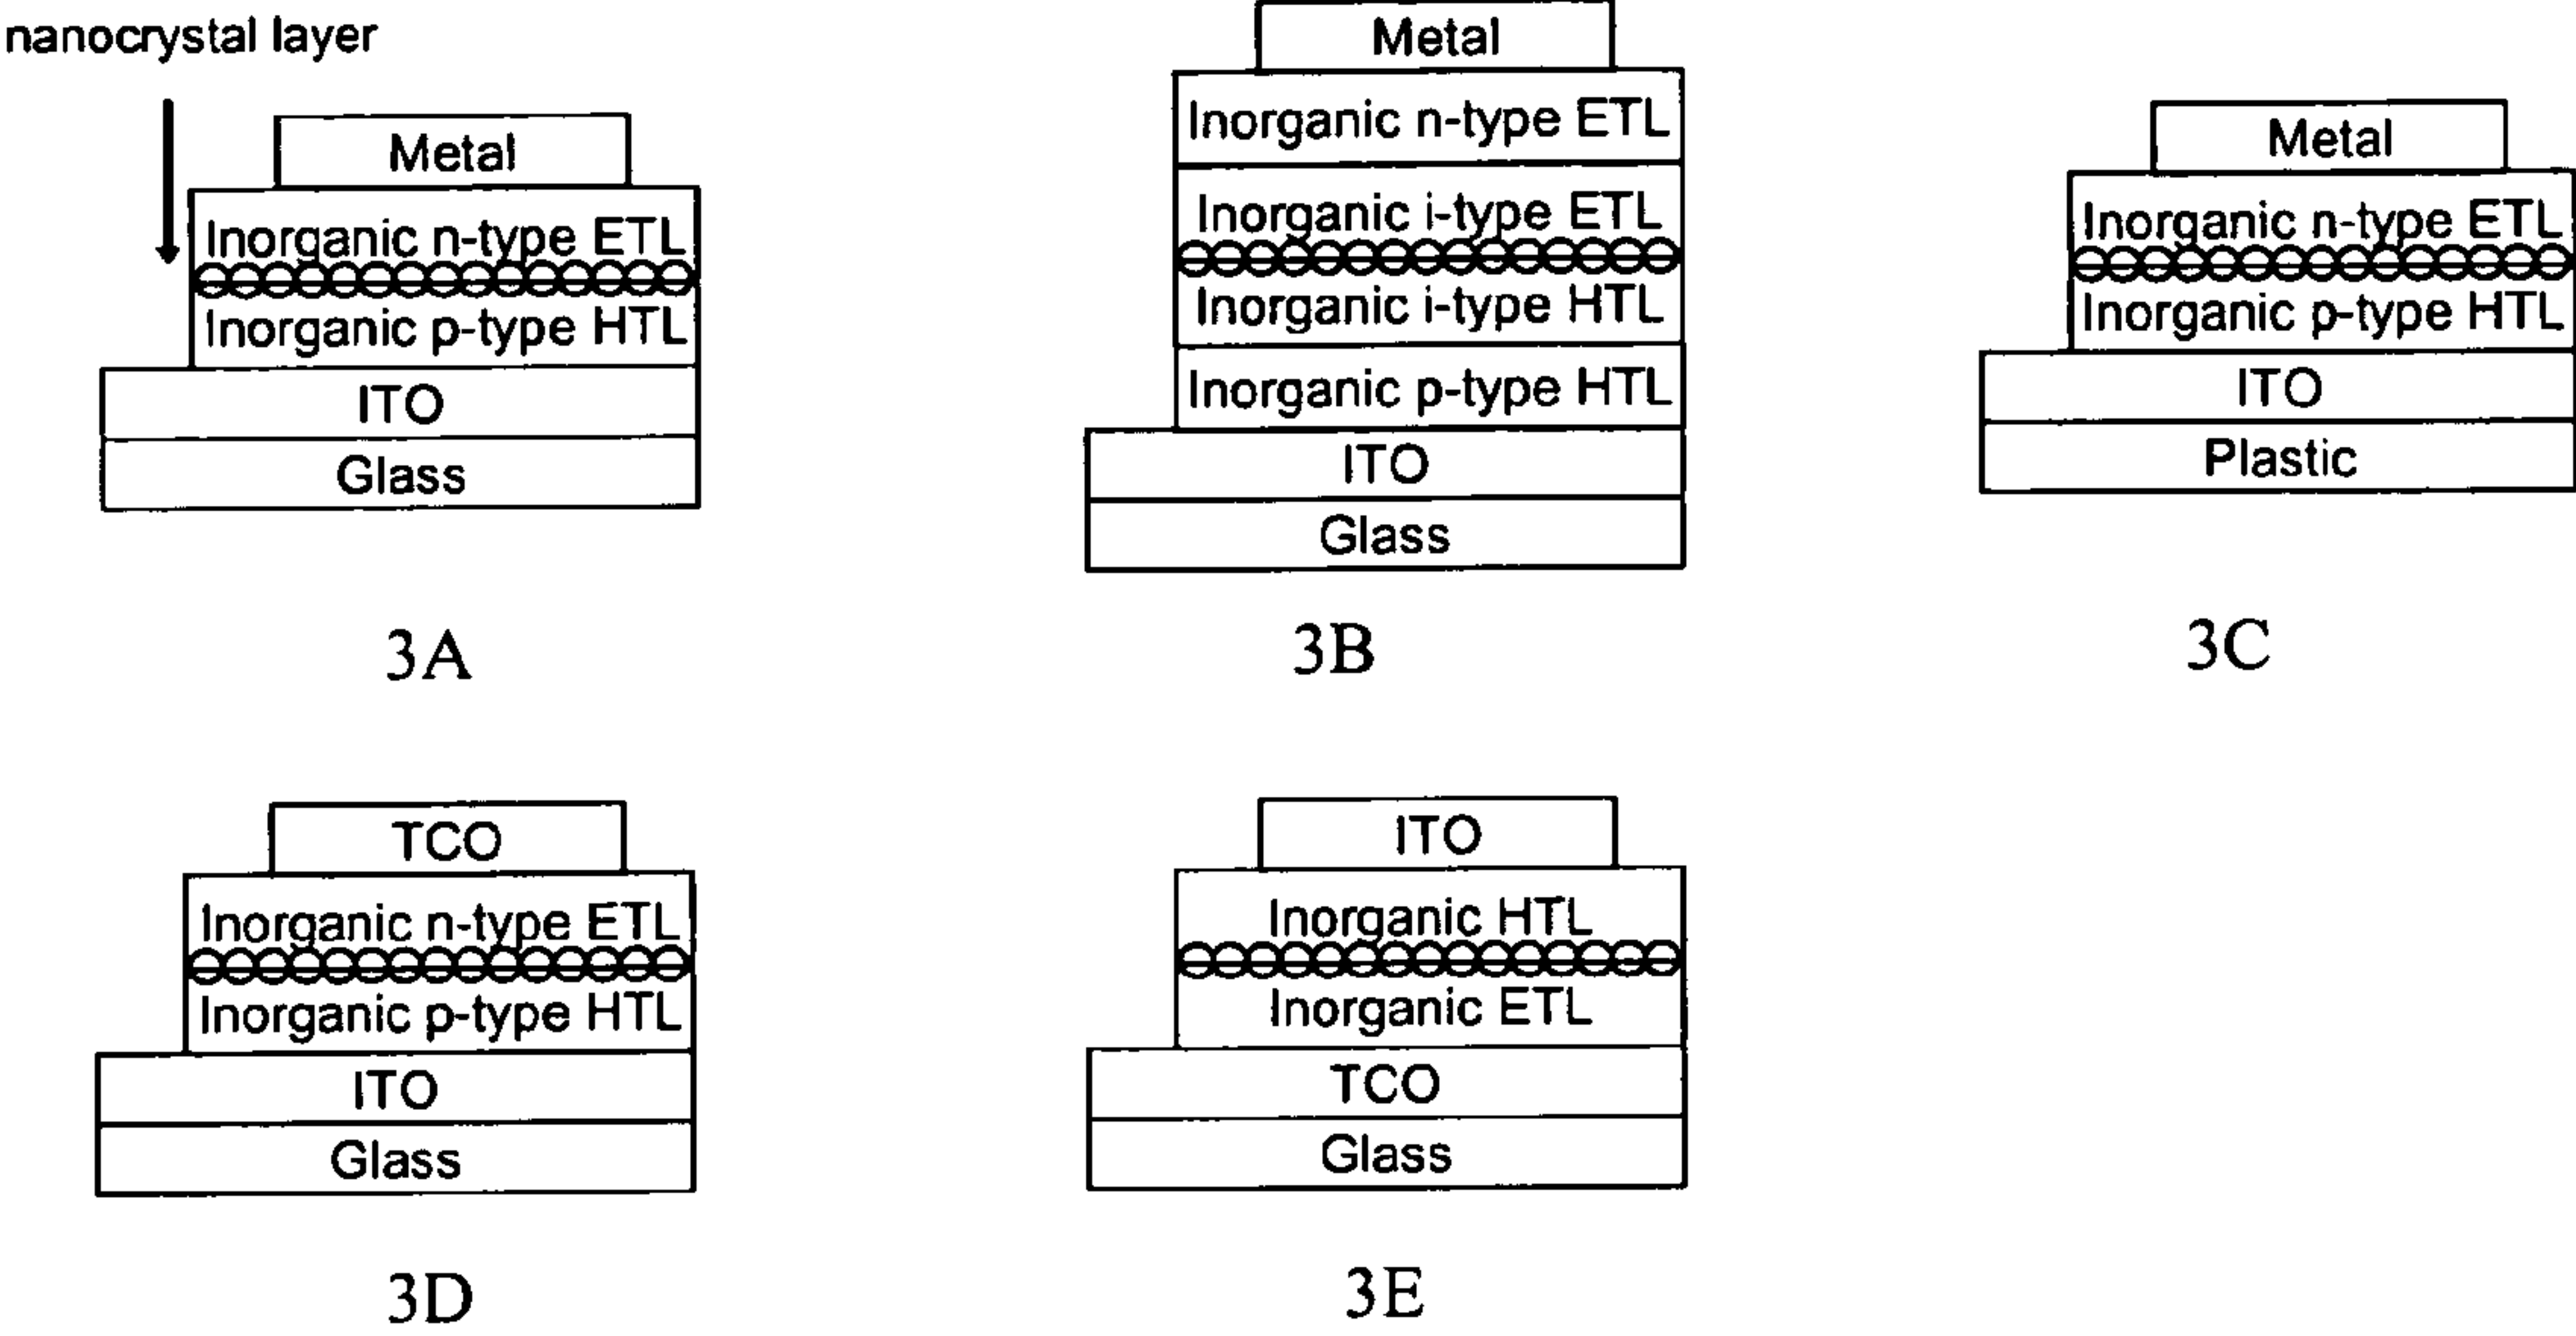 nanocrystal layer
Metal
Inorganic n-type ETL
Inorganic p-type HTL
ITO
Glass
3A
Metal
Inorganic n-type ETL
Inorganic i-type ETL
Inorganic i-type HTL
Inorganic p-type HTL
ITO
Glass
3B
Metal
Inorganic n-type ETL
Inorganic p-type HTL
ITO
Plastic
3C
TCO
Inorganic n-type ETL
Inorganic p-type HTL
ITO
Glass
3D
ITO
Inorganic HTL
Inorganic ETL
TCO
Glass
3E